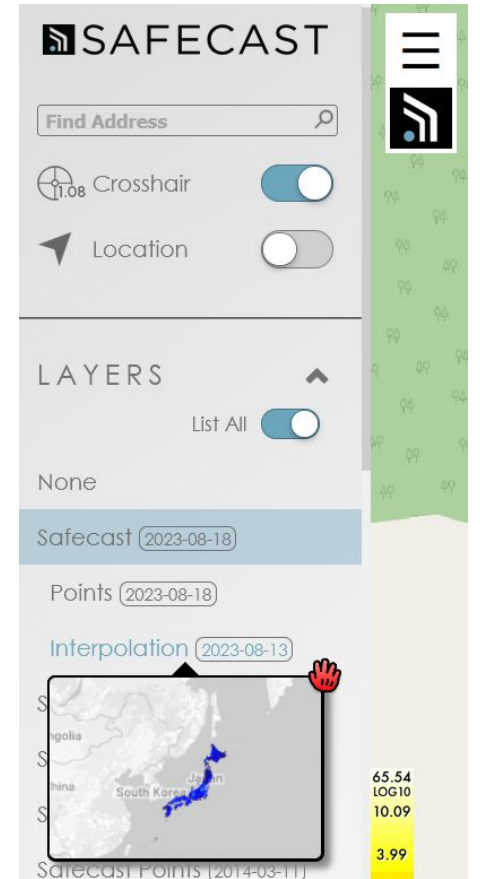 SAFECAST
Find Address
1.08 Crosshair
Location
LAYERS
List All
None
Safecast 2023-08-18
Points 2023-08-18
Interpolation 2023-08-13
S
ngolia
S
Japan
hina
South Korea
S
65.54
LOG10
10.09
3.99
Safecast Points (2014-03-11)